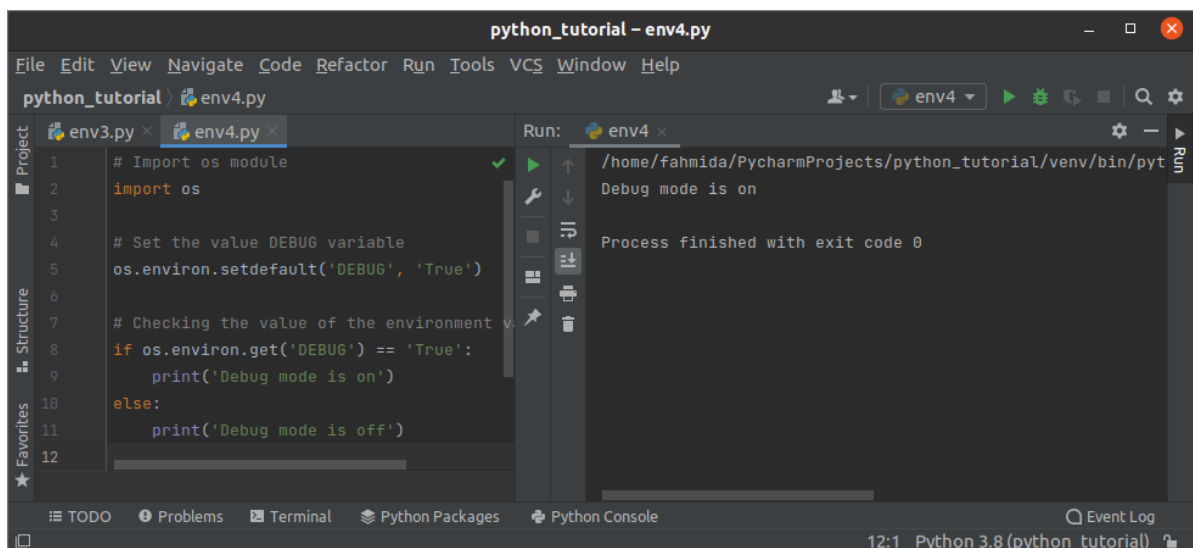 python_tutorial – env4.py
File Edit View Navigate Code Refactor Run Tools VCS Window Help
python_tutorial env4.py
env4
Project
Structure
Favorites
env3.py env4.py
1 # Import os module
2 import os
3
4 # Set the value DEBUG variable
5 os.environ.setdefault('DEBUG', 'True')
6
7 # Checking the value of the environment
8 if os.environ.get('DEBUG') == 'True':
9 print('Debug mode is on')
10 else:
11 print('Debug mode is off')
12
Run: env4
/home/fahmida/PycharmProjects/python_tutorial/venv/bin/pyt
Debug mode is on
Process finished with exit code 0
Run
TODO Problems Terminal Python Packages Python Console Event Log
12:1 Python 3.8 (python_tutorial)